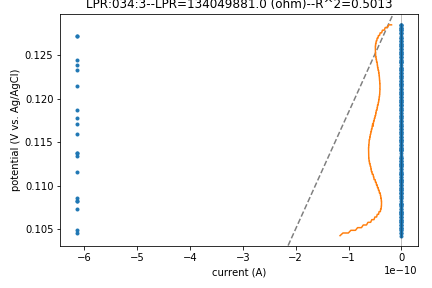 LPR:034:3--LPR=134049881.0 (ohm)--R^2=0.5013
potential (V vs. Ag/AgCl)
0.125
0.120
0.115
0.110
0.105
−6 −5 −4 −3 −2 −1 0
1e−10
current (A)